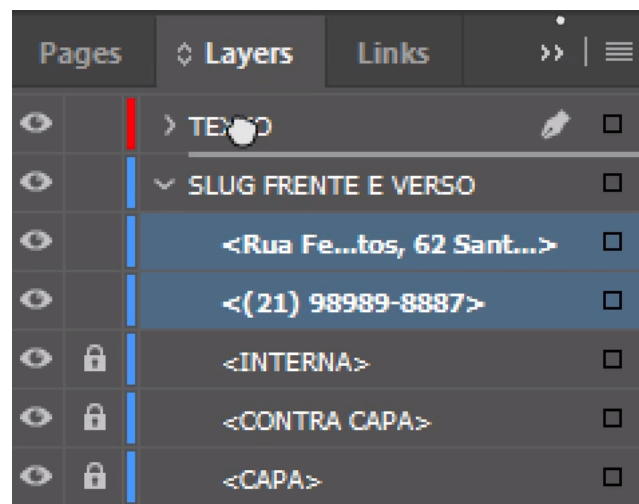 Pages Layers Links
SLUG FRENTE E VERSO
<Rua Fe...tos, 62 Sant...>
<(21) 98989-8887>
<INTERNA>
<CONTRA CAPA>
<CAPA>